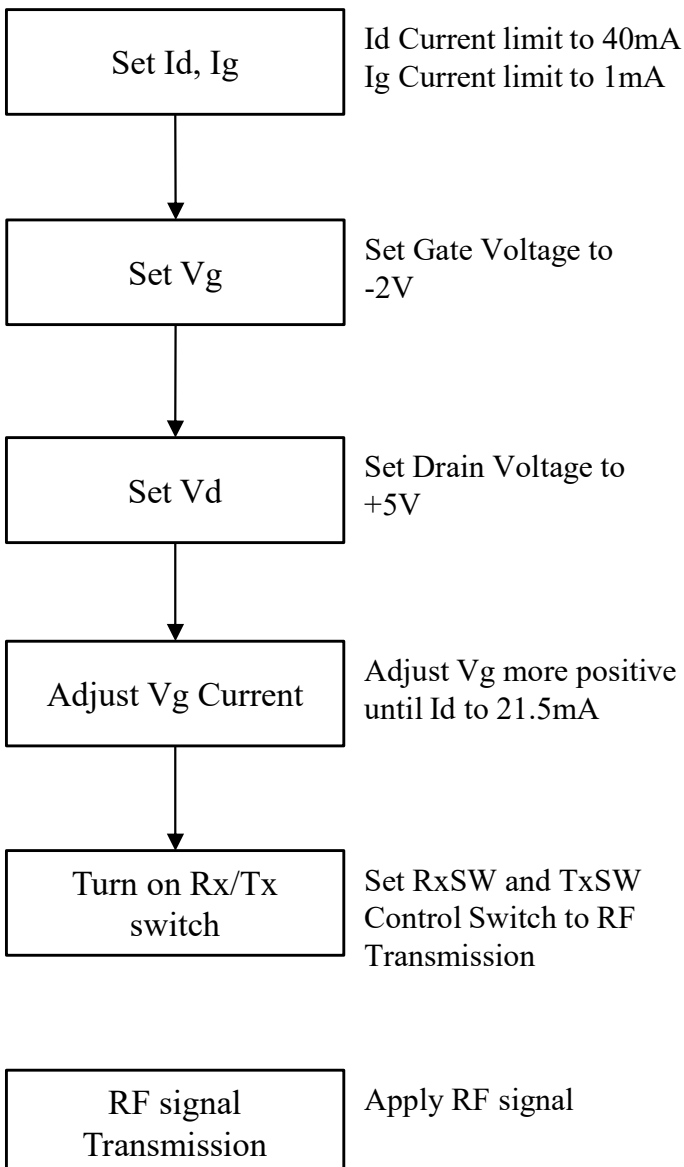 Set Id, Ig
Id Current limit to 40mA
Ig Current limit to 1mA
Set Vg
Set Gate Voltage to
-2V
Set Vd
Set Drain Voltage to
+5V
Adjust Vg Current
Adjust Vg more positive
until Id to 21.5mA
Turn on Rx/Tx
switch
Set RxSW and TxSW
Control Switch to RF
Transmission
RF signal
Transmission
Apply RF signal